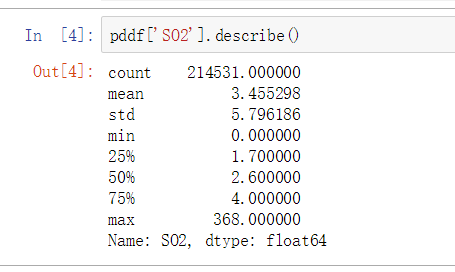 In [4]: pddf['SO2'].describe()
Out[4]: count 214531.000000
mean 3.455298
std 5.796186
min 0.000000
25% 1.700000
50% 2.600000
75% 4.000000
max 368.000000
Name: SO2, dtype: float64